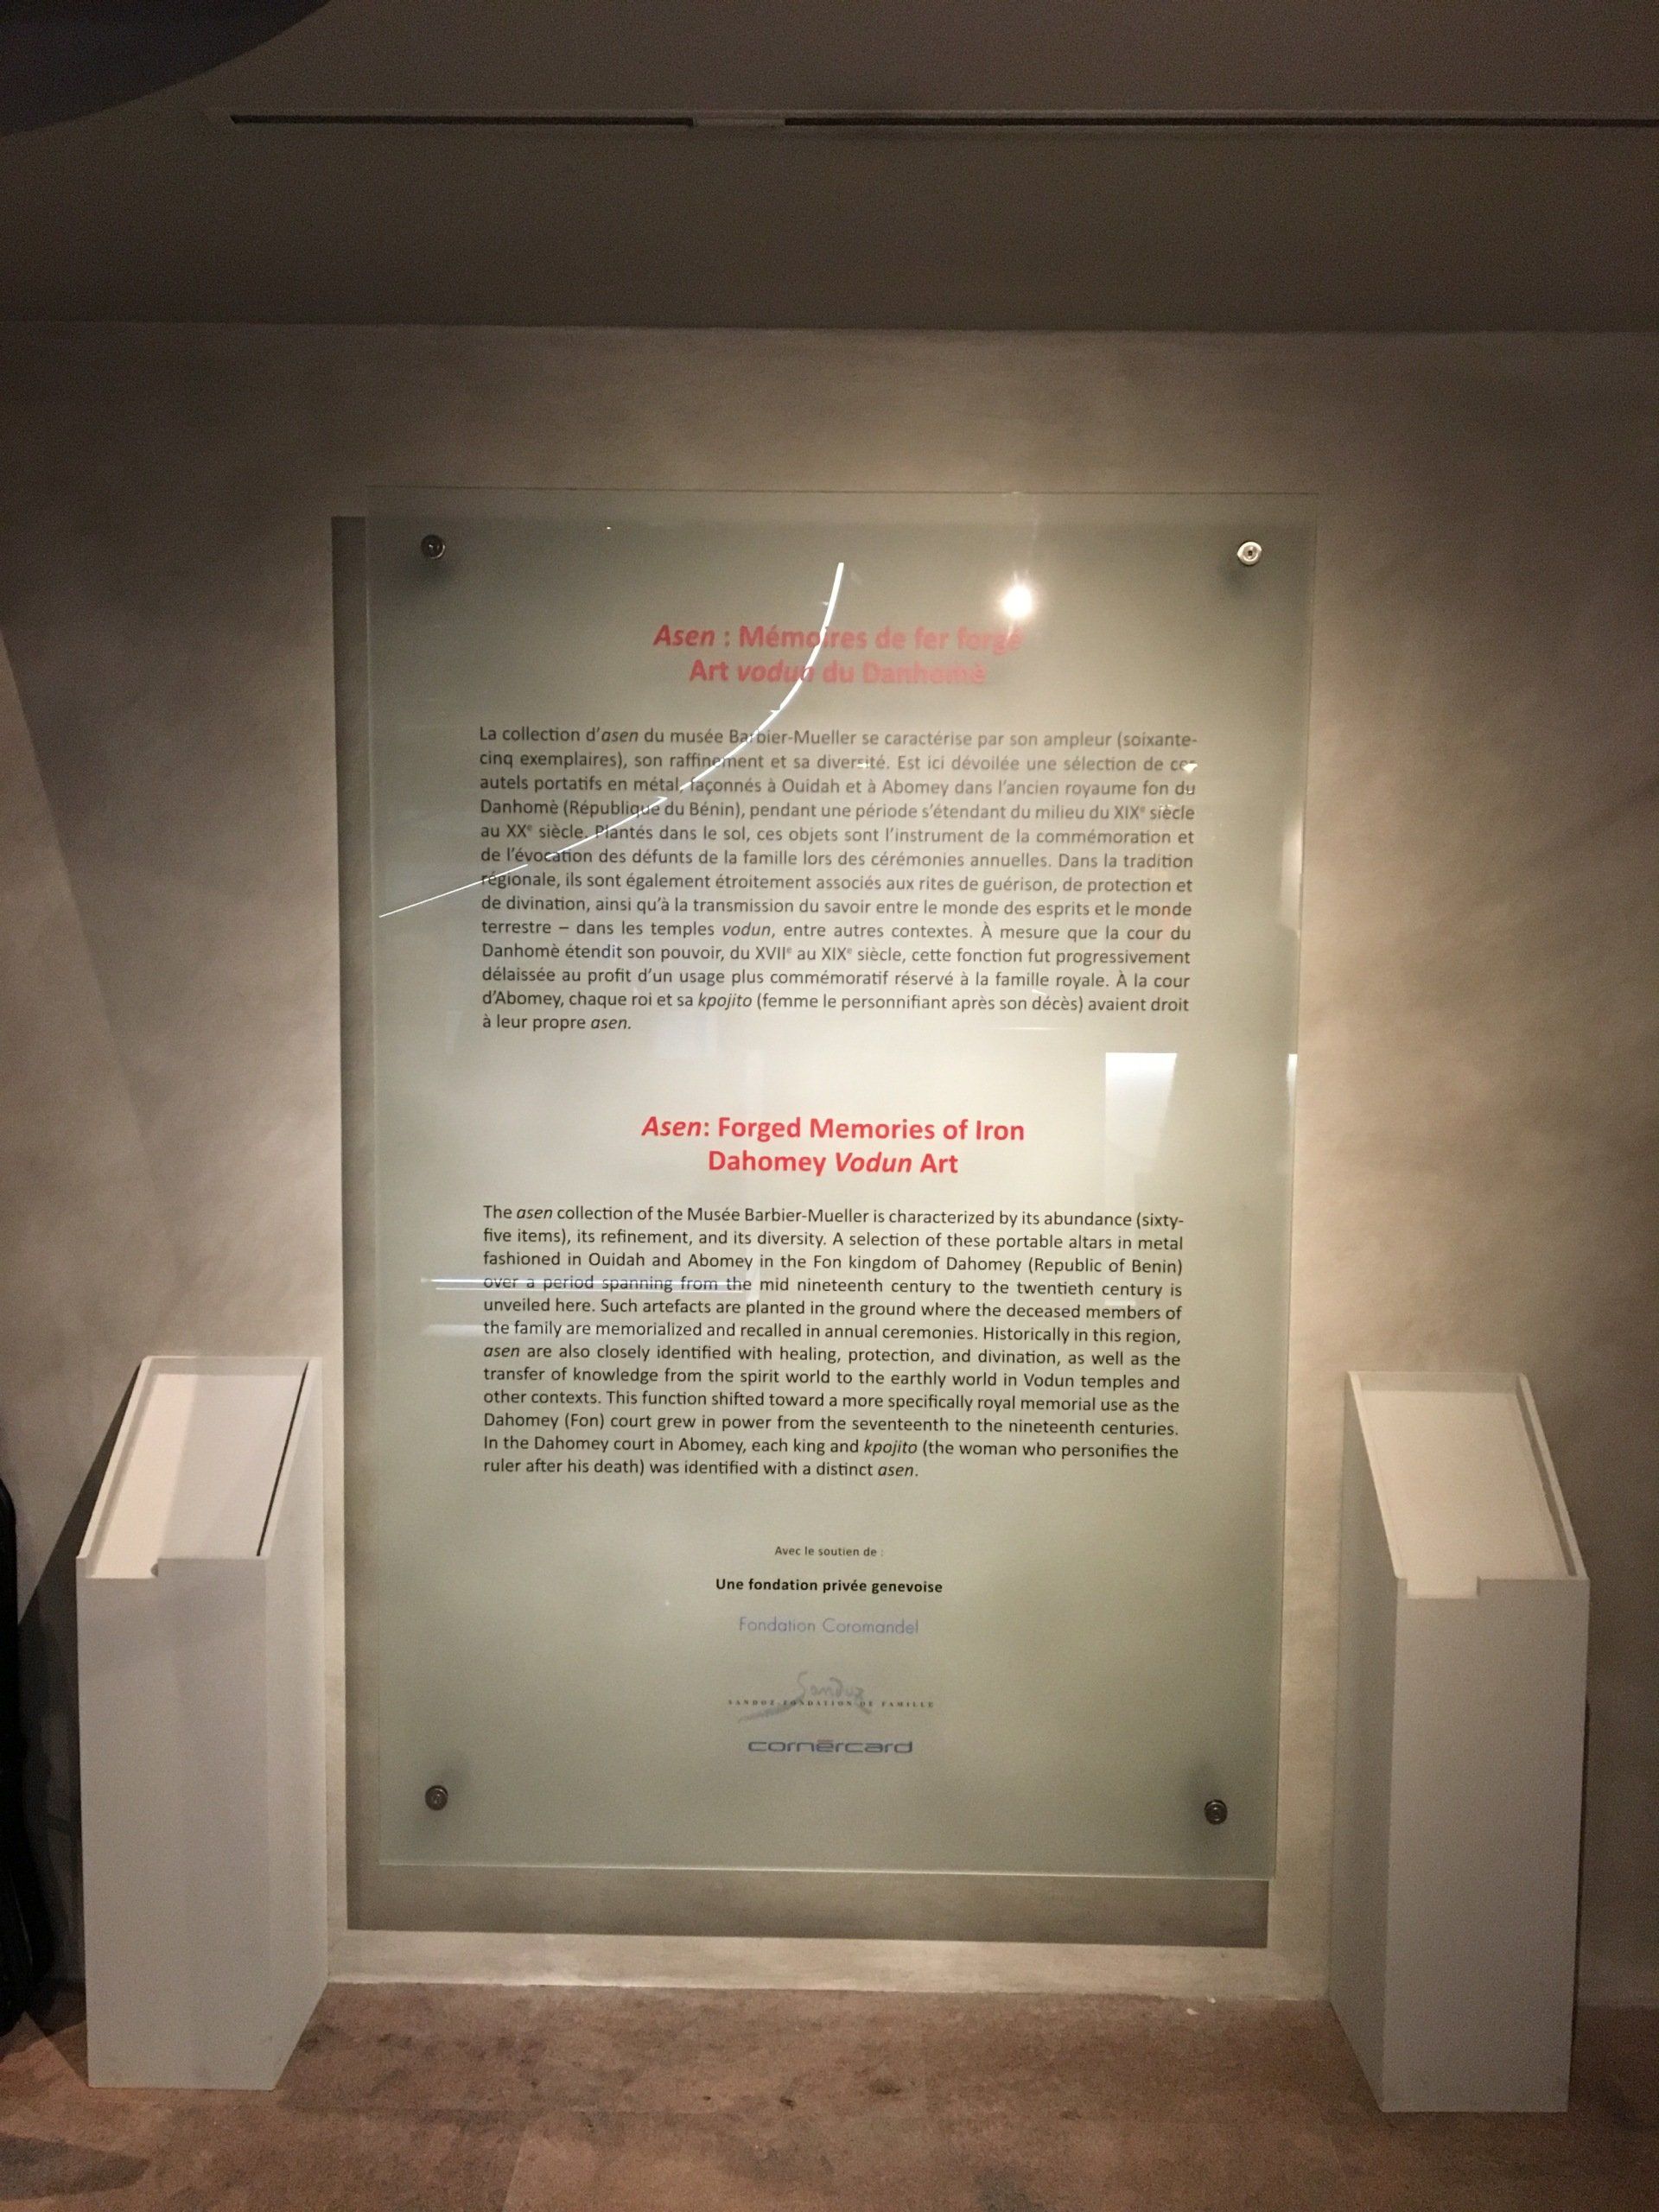 Asen : Mémoires de fer forgé
Art vodun du Danhomè
La collection d’asen du musée Barbier-Mueller se caractérise par son ampleur (soixante-
cinq exemplaires), son raffinement et sa diversité. Est ici dévoilée une sélection de ces
autels portatifs en métal, façonnés à Ouidah et à Abomey dans l’ancien royaume fon du
Danhomè (République du Bénin), pendant une période s’étendant du milieu du XIXe siècle
au XXe siècle. Plantés dans le sol, ces objets sont l’instrument de la commémoration et
de l’évocation des défunts de la famille lors des cérémonies annuelles. Dans la tradition
régionale, ils sont également étroitement associés aux rites de guérison, de protection et
de divination, ainsi qu’à la transmission du savoir entre le monde des esprits et le monde
terrestre – dans les temples vodun, entre autres contextes. À mesure que la cour du
Danhomè étendit son pouvoir, du XVIIe au XIXe siècle, cette fonction fut progressivement
délaissée au profit d’un usage plus commémoratif réservé à la famille royale. À la cour
d’Abomey, chaque roi et sa kpojito (femme le personnifiant après son décès) avaient droit
à leur propre asen.
Asen: Forged Memories of Iron
Dahomey Vodun Art
The asen collection of the Musée Barbier-Mueller is characterized by its abundance (sixty-
five items), its refinement, and its diversity. A selection of these portable altars in metal
fashioned in Ouidah and Abomey in the Fon kingdom of Dahomey (Republic of Benin)
over a period spanning from the mid nineteenth century to the twentieth century is
unveiled here. Such artefacts are planted in the ground where the deceased members of
the family are memorialized and recalled in annual ceremonies. Historically in this region,
asen are also closely identified with healing, protection, and divination, as well as the
transfer of knowledge from the spirit world to the earthly world in Vodun temples and
other contexts. This function shifted toward a more specifically royal memorial use as the
Dahomey (Fon) court grew in power from the seventeenth to the nineteenth centuries.
In the Dahomey court in Abomey, each king and kpojito (the woman who personifies the
ruler after his death) was identified with a distinct asen.
Avec le soutien de :
Une fondation privée genevoise
Fondation Coromandel
Sandoz
SANDOZ-FONDATION DE FAMILLE
cornèrcard